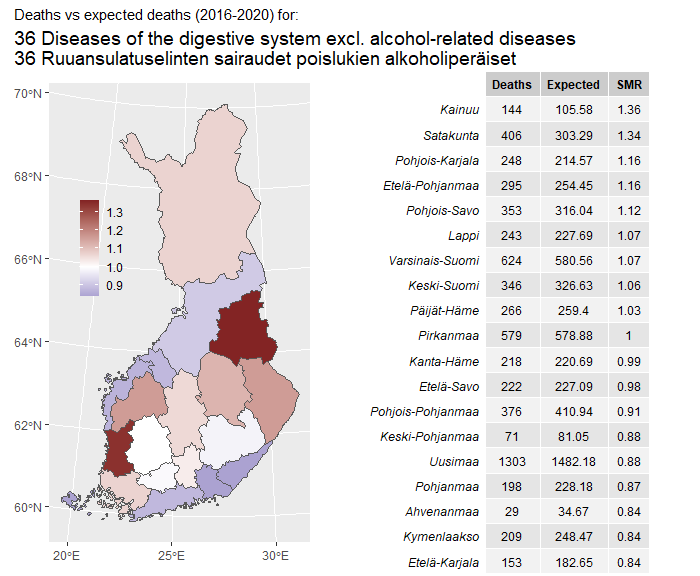 Deaths vs expected deaths (2016-2020) for:
36 Diseases of the digestive system excl. alcohol-related diseases
36 Ruuansulatuselinten sairaudet poislukien alkoholiperäiset
70°N
68°N
66°N
64°N
62°N
60°N
20°E 25°E 30°E
1.3
1.2
1.1
1.0
0.9
Deaths Expected SMR
Kainuu 144 105.58 1.36
Satakunta 406 303.29 1.34
Pohjois-Karjala 248 214.57 1.16
Etelä-Pohjanmaa 295 254.45 1.16
Pohjois-Savo 353 316.04 1.12
Lappi 243 227.69 1.07
Varsinais-Suomi 624 580.56 1.07
Keski-Suomi 346 326.63 1.06
Päijät-Häme 266 259.4 1.03
Pirkanmaa 579 578.88 1
Kanta-Häme 218 220.69 0.99
Etelä-Savo 222 227.09 0.98
Pohjois-Pohjanmaa 376 410.94 0.91
Keski-Pohjanmaa 71 81.05 0.88
Uusimaa 1303 1482.18 0.88
Pohjanmaa 198 228.18 0.87
Ahvenanmaa 29 34.67 0.84
Kymenlaakso 209 248.47 0.84
Etelä-Karjala 153 182.65 0.84